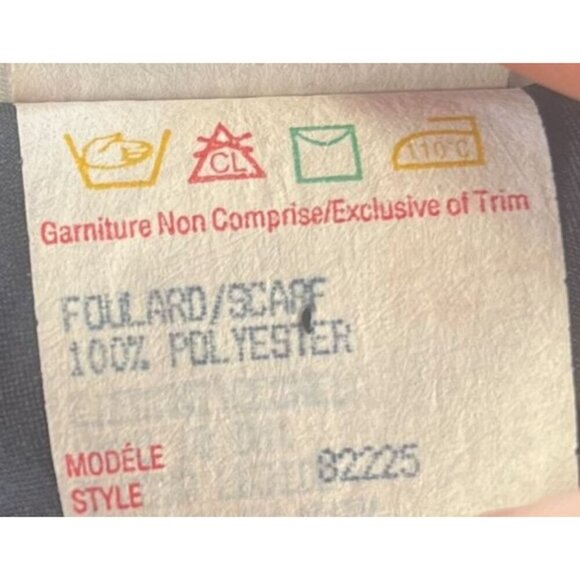 CL 110°C
Garniture Non Comprise/Exclusive of Trim
FOULARD/SCARF
100% POLYESTER
MODÉLE 82225
STYLE